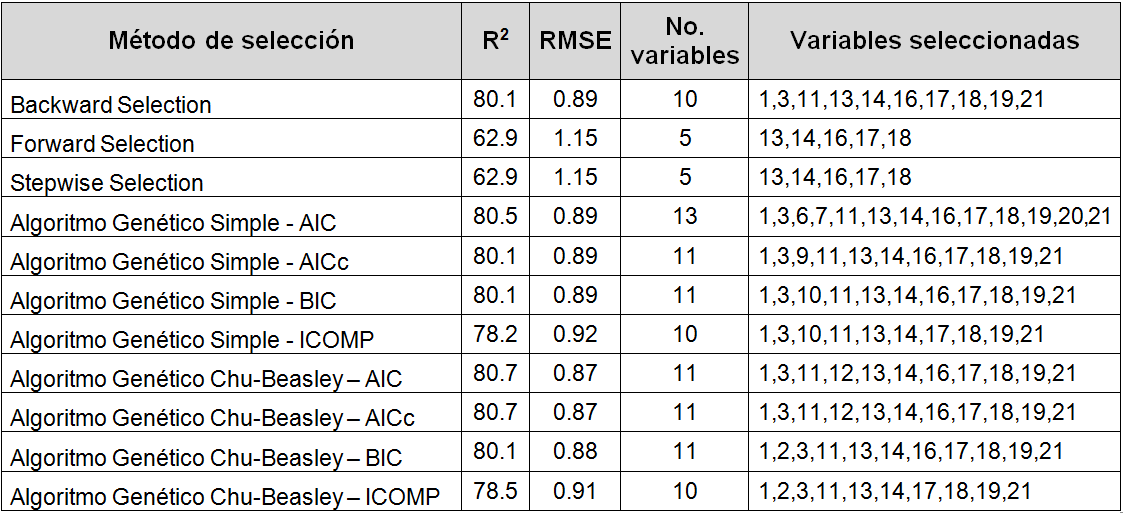 Método de selección R² RMSE No. variables Variables seleccionadas
Backward Selection 80.1 0.89 10 1,3,11,13,14,16,17,18,19,21
Forward Selection 62.9 1.15 5 13,14,16,17,18
Stepwise Selection 62.9 1.15 5 13,14,16,17,18
Algoritmo Genético Simple - AIC 80.5 0.89 13 1,3,6,7,11,13,14,16,17,18,19,20,21
Algoritmo Genético Simple - AICc 80.1 0.89 11 1,3,9,11,13,14,16,17,18,19,21
Algoritmo Genético Simple - BIC 80.1 0.89 11 1,3,10,11,13,14,16,17,18,19,21
Algoritmo Genético Simple - ICOMP 78.2 0.92 10 1,3,10,11,13,14,17,18,19,21
Algoritmo Genético Chu-Beasley – AIC 80.7 0.87 11 1,3,11,12,13,14,16,17,18,19,21
Algoritmo Genético Chu-Beasley – AICc 80.7 0.87 11 1,3,11,12,13,14,16,17,18,19,21
Algoritmo Genético Chu-Beasley – BIC 80.1 0.88 11 1,2,3,11,13,14,16,17,18,19,21
Algoritmo Genético Chu-Beasley – ICOMP 78.5 0.91 10 1,2,3,11,13,14,17,18,19,21